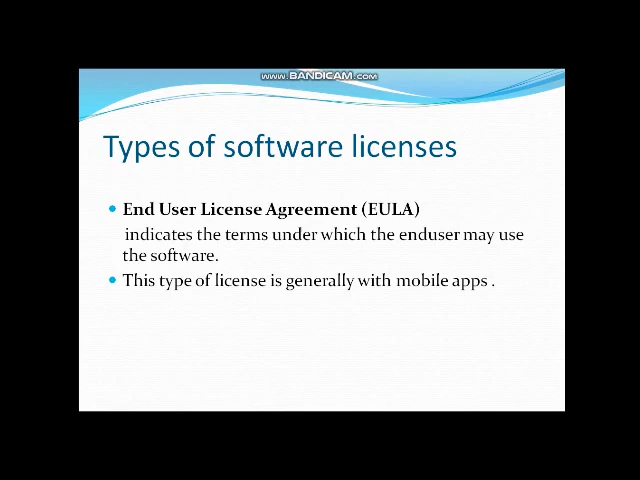 www.BANDICAM.com
Types of software licenses
End User License Agreement (EULA)
indicates the terms under which the enduser may use
the software.
This type of license is generally with mobile apps .